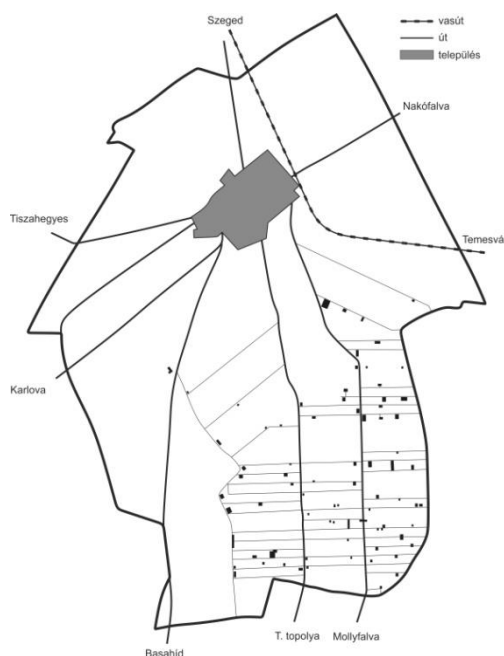 Szeged
vasút
út
település
Nakófalva
Tiszahegyes
Temesvá
Karlova
T. topolya
Mollyfalva
Basahíd